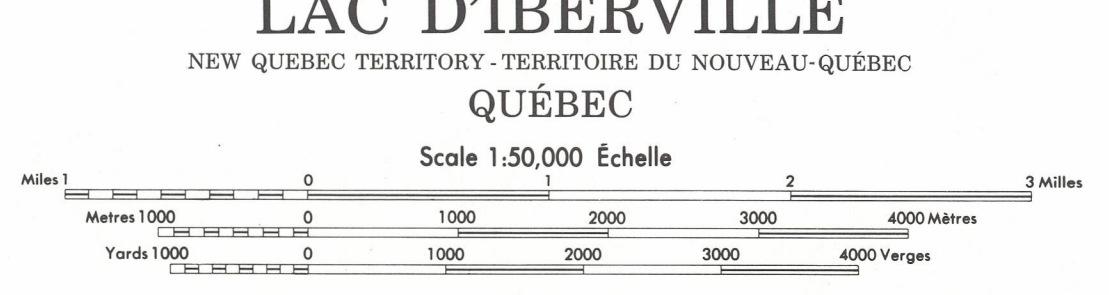 LAC D'IBERVILLE
NEW QUEBEC TERRITORY - TERRITOIRE DU NOUVEAU-QUÉBEC
QUÉBEC
Scale 1:50,000 Échelle
Miles 1 0 1 2 3 Milles
Metres 1000 0 1000 2000 3000 4000 Mètres
Yards 1000 0 1000 2000 3000 4000 Verges